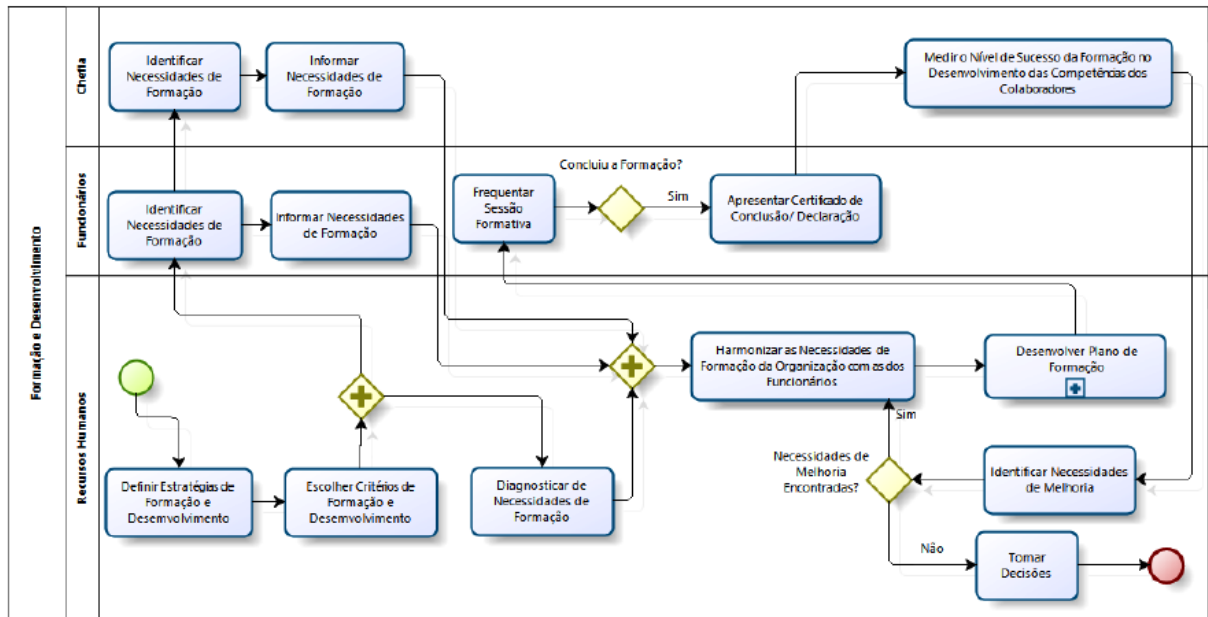 Formação e Desenvolvimento
Chefia
Identificar
Necessidades de
Formação
Informar
Necessidades de
Formação
Medir o Nível de Sucesso da Formação no
Desenvolvimento das Competências dos
Colaboradores
Funcionários
Identificar
Necessidades de
Formação
Informar Necessidades
de Formação
Frequentar
Sessão
Formativa
Concluiu a Formação?
Sim
Apresentar Certificado de
Conclusão/ Declaração
Recursos Humanos
Definir Estratégias de
Formação e
Desemvolvimento
Escolher Critérios de
Formação e
Desemvolvimento
Diagnosticar de
Necessidades de
Formação
Harmonizar as Necessidades de
Formação da Organização com as dos
Funcionários
Desenvolver Plano de
Formação
Sim
Necessidades de
Melhoria
Encontradas?
Identificar Necessidades
de Melhoria
Não
Tomar
Decisões